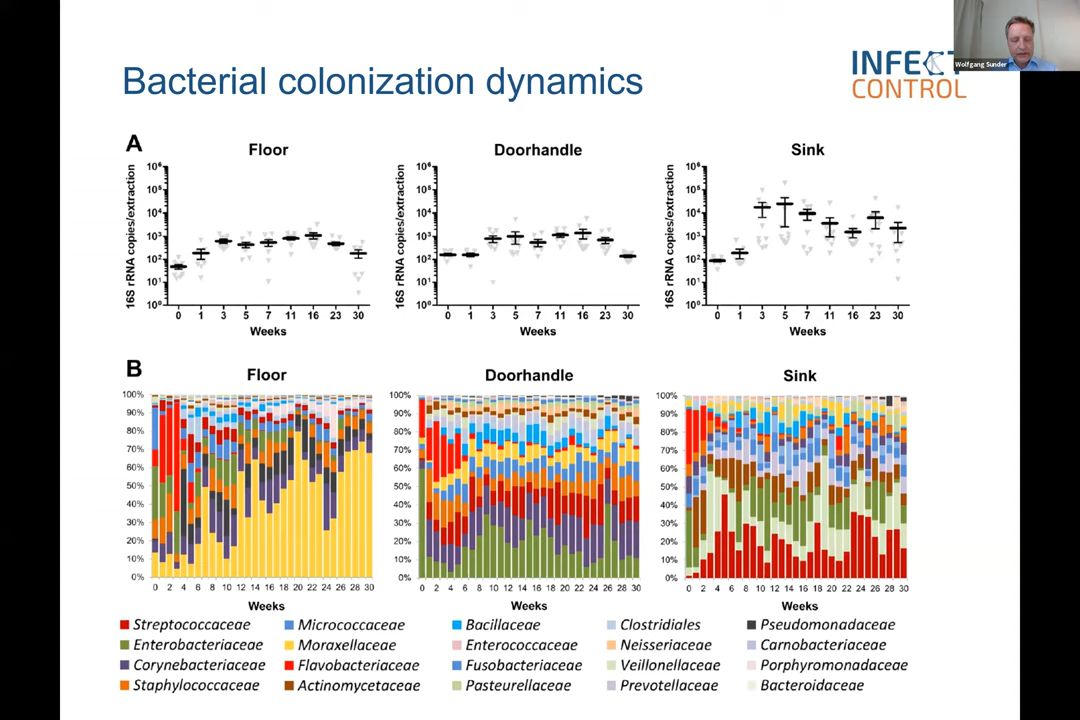 Wolfgang Sunder
INFECT
CONTROL
Bacterial colonization dynamics
A
Floor
Doorhandle
Sink
16S rRNA copies/extraction
10⁶
10⁵
10⁴
10³
10²
10¹
10⁰
0 1 3 5 7 11 16 23 30
Weeks
16S rRNA copies/extraction
10⁶
10⁵
10⁴
10³
10²
10¹
10⁰
0 1 3 5 7 11 16 23 30
Weeks
16S rRNA copies/extraction
10⁶
10⁵
10⁴
10³
10²
10¹
10⁰
0 1 3 5 7 11 16 23 30
Weeks
B
Floor
Doorhandle
Sink
100%
90%
80%
70%
60%
50%
40%
30%
20%
10%
0%
0 2 4 6 8 10 12 14 16 18 20 22 24 26 28 30
Weeks
100%
90%
80%
70%
60%
50%
40%
30%
20%
10%
0%
0 2 4 6 8 10 12 14 16 18 20 22 24 26 28 30
Weeks
100%
90%
80%
70%
60%
50%
40%
30%
20%
10%
0%
0 2 4 6 8 10 12 14 16 18 20 22 24 26 28 30
Weeks
Streptococcaceae Micrococcaceae Bacillaceae Clostridiales Pseudomonadaceae
Enterobacteriaceae Moraxellaceae Enterococcaceae Neisseriaceae Carnobacteriaceae
Corynebacteriaceae Flavobacteriaceae Fusobacteriaceae Veillonellaceae Porphyromonadaceae
Staphylococcaceae Actinomycetaceae Pasteurellaceae Prevotellaceae Bacteroidaceae